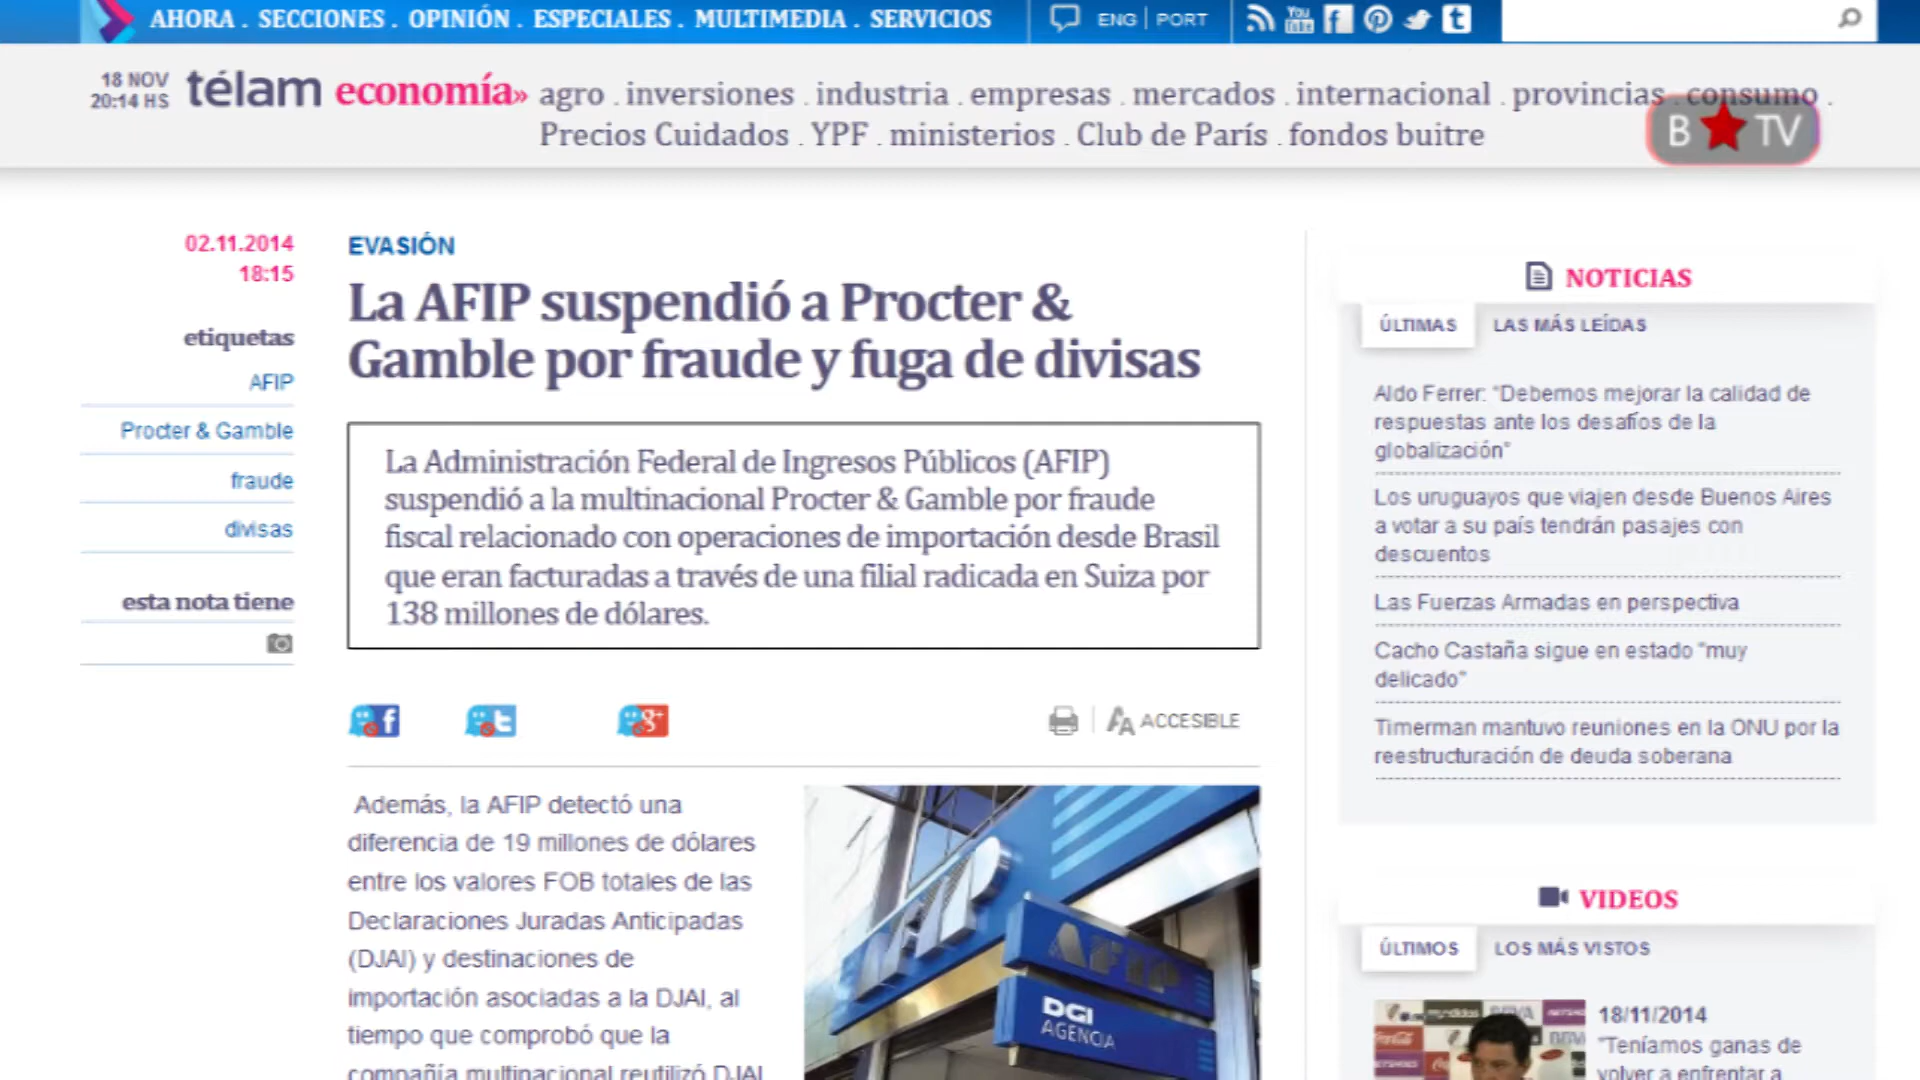 AHORA . SECCIONES . OPINIÓN . ESPECIALES . MULTIMEDIA . SERVICIOS
ENG | PORT
18 NOV
20:14 HS
télam economía»
agro . inversiones . industria . empresas . mercados . internacional . provincias . consumo .
Precios Cuidados . YPF . ministerios . Club de París . fondos buitre
B TV
02.11.2014
18:15
etiquetas
AFIP
Procter & Gamble
fraude
divisas
esta nota tiene
EVASIÓN
La AFIP suspendió a Procter &
Gamble por fraude y fuga de divisas
La Administración Federal de Ingresos Públicos (AFIP)
suspendió a la multinacional Procter & Gamble por fraude
fiscal relacionado con operaciones de importación desde Brasil
que eran facturadas a través de una filial radicada en Suiza por
138 millones de dólares.
ACCESIBLE
Además, la AFIP detectó una
diferencia de 19 millones de dólares
entre los valores FOB totales de las
Declaraciones Juradas Anticipadas
(DJAI) y destinaciones de
importación asociadas a la DJAI, al
tiempo que comprobó que la
compañía multinacional reutilizó DJAI
AFIP
DGI
AGENCIA
NOTICIAS
ÚLTIMAS
LAS MÁS LEÍDAS
Aldo Ferrer: "Debemos mejorar la calidad de
respuestas ante los desafíos de la
globalización"
Los uruguayos que viajen desde Buenos Aires
a votar a su país tendrán pasajes con
descuentos
Las Fuerzas Armadas en perspectiva
Cacho Castaña sigue en estado "muy
delicado"
Timerman mantuvo reuniones en la ONU por la
reestructuración de deuda soberana
VIDEOS
ÚLTIMOS
LOS MÁS VISTOS
18/11/2014
"Teníamos ganas de
volver a enfrentar a